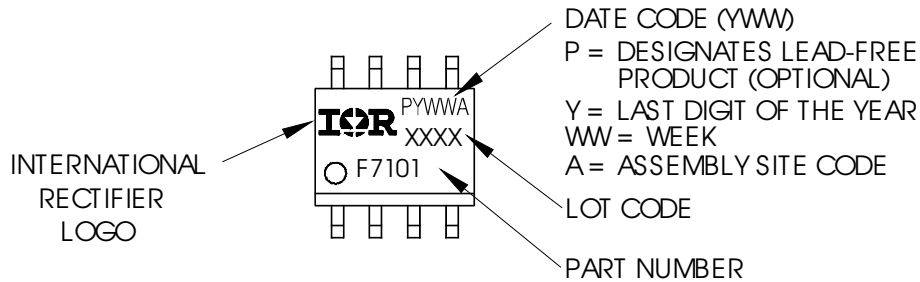 DATE CODE (YWW)
P = DESIGNATES LEAD-FREE
PRODUCT (OPTIONAL)
Y = LAST DIGIT OF THE YEAR
WW = WEEK
A = ASSEMBLY SITE CODE
LOT CODE
PART NUMBER
INTERNATIONAL
RECTIFIER
LOGO
IOR
PYWWA
XXXX
F7101